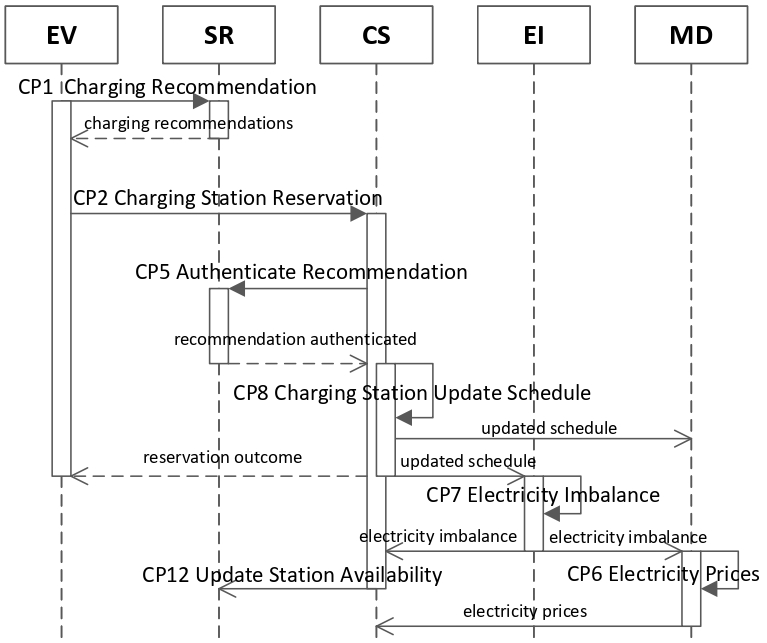 EV
SR
CS
EI
MD
CP1 Charging Recommendation
charging recommendations
CP2 Charging Station Reservation
CP5 Authenticate Recommendation
recommendation authenticated
CP8 Charging Station Update Schedule
updated schedule
reservation outcome
updated schedule
CP7 Electricity Imbalance
electricity imbalance
electricity imbalance
CP12 Update Station Availability
CP6 Electricity Prices
electricity prices